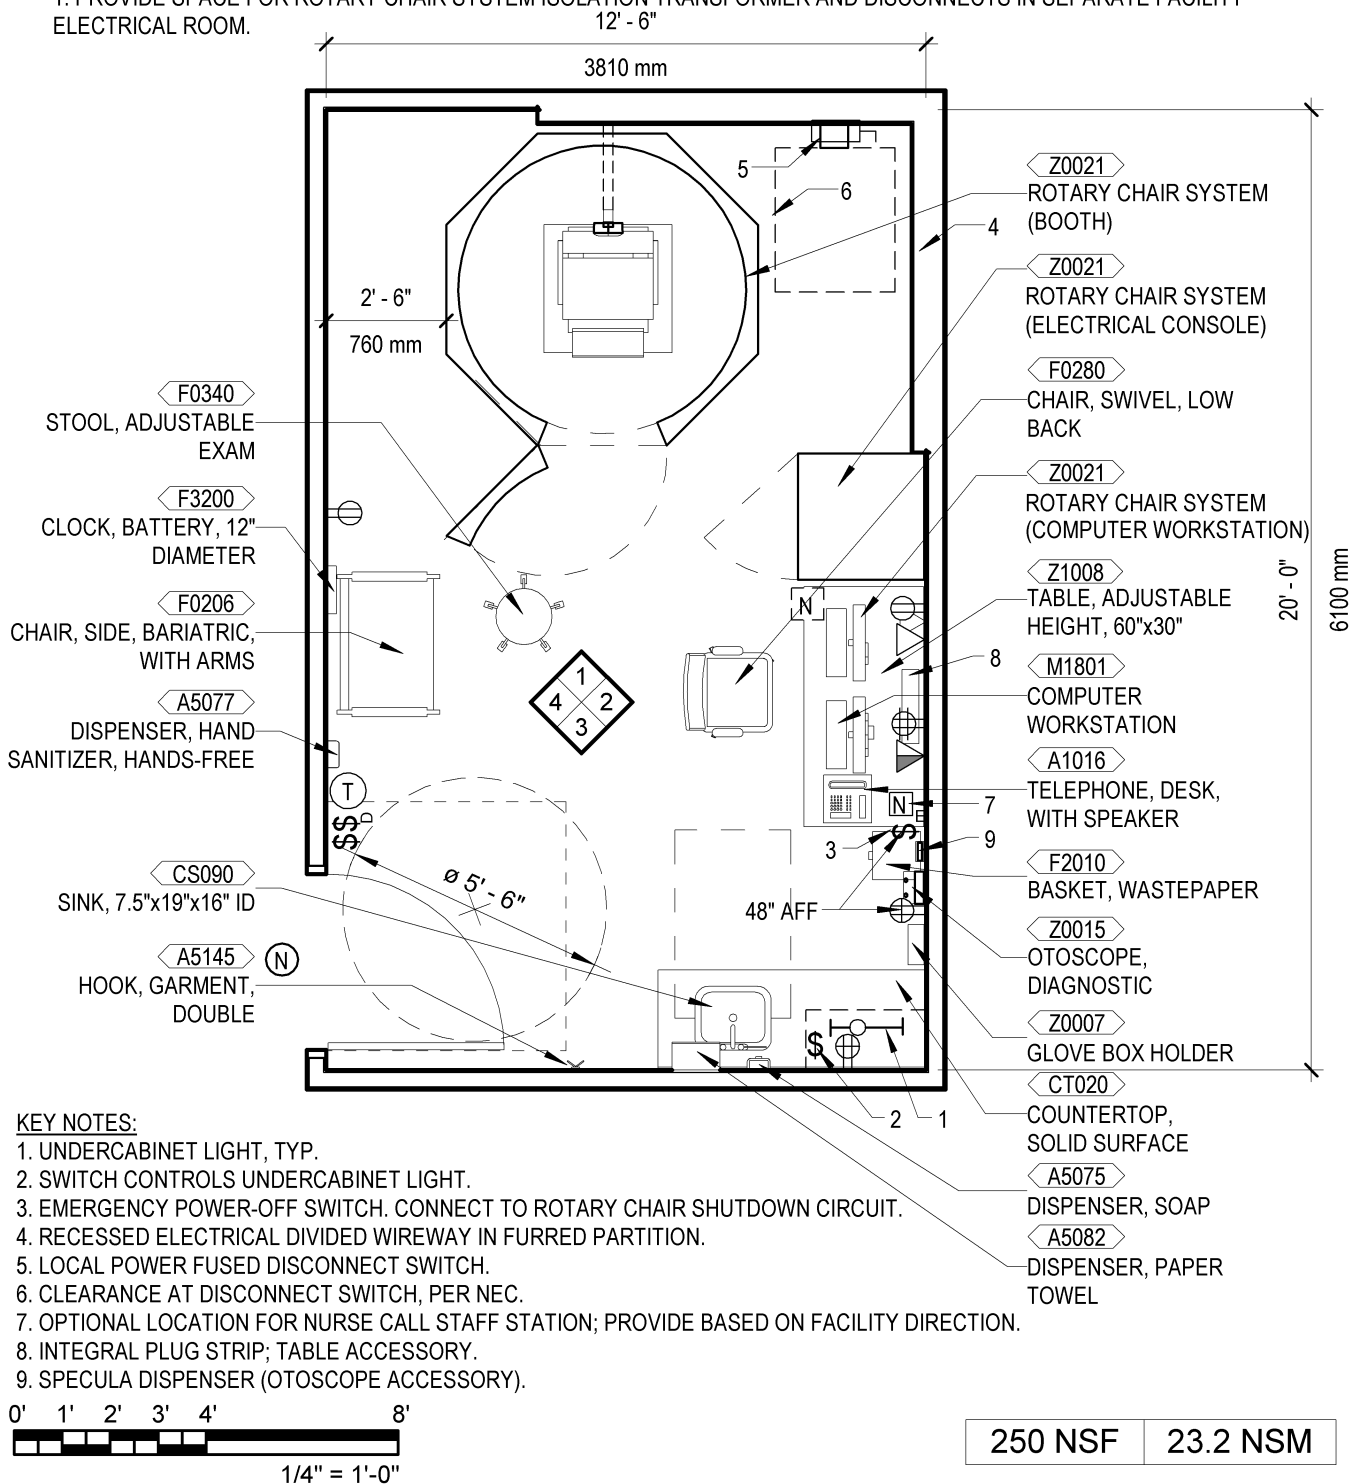 1. PROVIDE SPACE FOR ROTARY CHAIR SYSTEM ISOLATION TRANSFORMER AND DISCONNECTS IN SEPARATE FACILITY
ELECTRICAL ROOM.
12' - 6"
3810 mm
5
6
4
Z0021
ROTARY CHAIR SYSTEM
(BOOTH)
Z0021
ROTARY CHAIR SYSTEM
(ELECTRICAL CONSOLE)
2' - 6"
760 mm
F0280
CHAIR, SWIVEL, LOW
BACK
F0340
STOOL, ADJUSTABLE
EXAM
Z0021
ROTARY CHAIR SYSTEM
(COMPUTER WORKSTATION)
F3200
CLOCK, BATTERY, 12"
DIAMETER
20' - 0"
6100 mm
Z1008
TABLE, ADJUSTABLE
HEIGHT, 60"x30"
F0206
CHAIR, SIDE, BARIATRIC,
WITH ARMS
N
8
M1801
COMPUTER
WORKSTATION
1
4 2
3
A5077
DISPENSER, HAND
SANITIZER, HANDS-FREE
A1016
TELEPHONE, DESK,
WITH SPEAKER
T
$$
D
N
7
$
3
9
F2010
BASKET, WASTEPAPER
CS090
SINK, 7.5"x19"x16" ID
ø 5' - 6"
48" AFF
Z0015
OTOSCOPE,
DIAGNOSTIC
A5145
N
HOOK, GARMENT,
DOUBLE
Z0007
GLOVE BOX HOLDER
$
CT020
COUNTERTOP,
SOLID SURFACE
2
1
A5075
DISPENSER, SOAP
A5082
DISPENSER, PAPER
TOWEL
KEY NOTES:
1. UNDERCABINET LIGHT, TYP.
2. SWITCH CONTROLS UNDERCABINET LIGHT.
3. EMERGENCY POWER-OFF SWITCH. CONNECT TO ROTARY CHAIR SHUTDOWN CIRCUIT.
4. RECESSED ELECTRICAL DIVIDED WIREWAY IN FURRED PARTITION.
5. LOCAL POWER FUSED DISCONNECT SWITCH.
6. CLEARANCE AT DISCONNECT SWITCH, PER NEC.
7. OPTIONAL LOCATION FOR NURSE CALL STAFF STATION; PROVIDE BASED ON FACILITY DIRECTION.
8. INTEGRAL PLUG STRIP; TABLE ACCESSORY.
9. SPECULA DISPENSER (OTOSCOPE ACCESSORY).
0' 1' 2' 3' 4' 8'
1/4" = 1'-0"
250 NSF 23.2 NSM